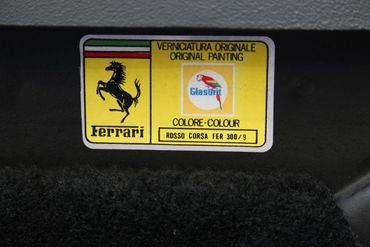 VERNICIATURA ORIGINALE
ORIGINAL PAINTING
Glasurit
COLORE-COLOUR
ROSSO CORSA FER 300/9
Ferrari